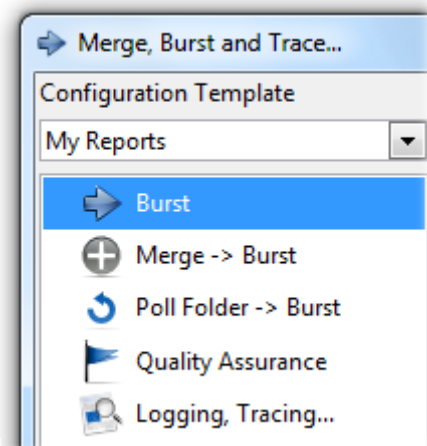 Merge, Burst and Trace...
Configuration Template
My Reports
Burst
Merge -> Burst
Poll Folder -> Burst
Quality Assurance
Logging, Tracing...